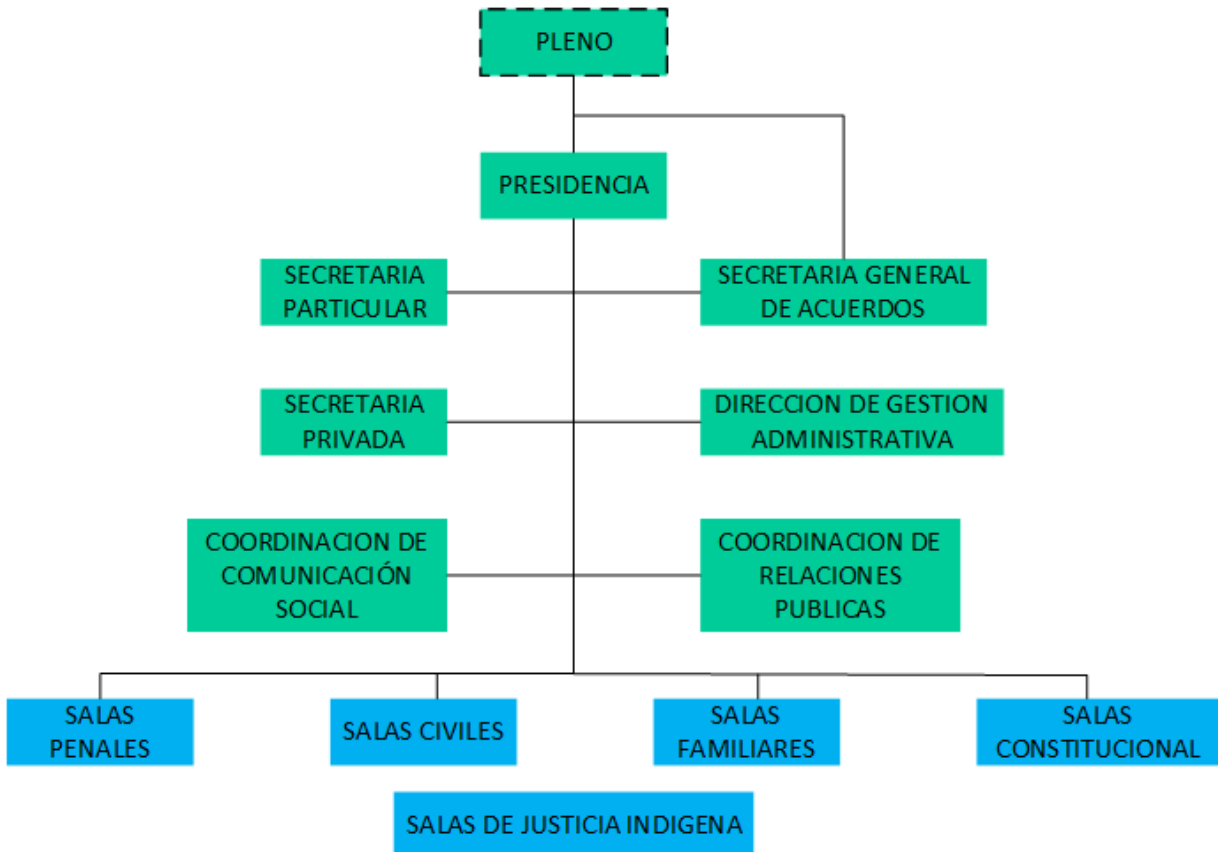 PLENO
PRESIDENCIA
SECRETARIA
PARTICULAR
SECRETARIA GENERAL
DE ACUERDOS
SECRETARIA
PRIVADA
DIRECCION DE GESTION
ADMINISTRATIVA
COORDINACION DE
COMUNICACIÓN
SOCIAL
COORDINACION DE
RELACIONES
PUBLICAS
SALAS
PENALES
SALAS CIVILES
SALAS
FAMILIARES
SALAS
CONSTITUCIONAL
SALAS DE JUSTICIA INDIGENA